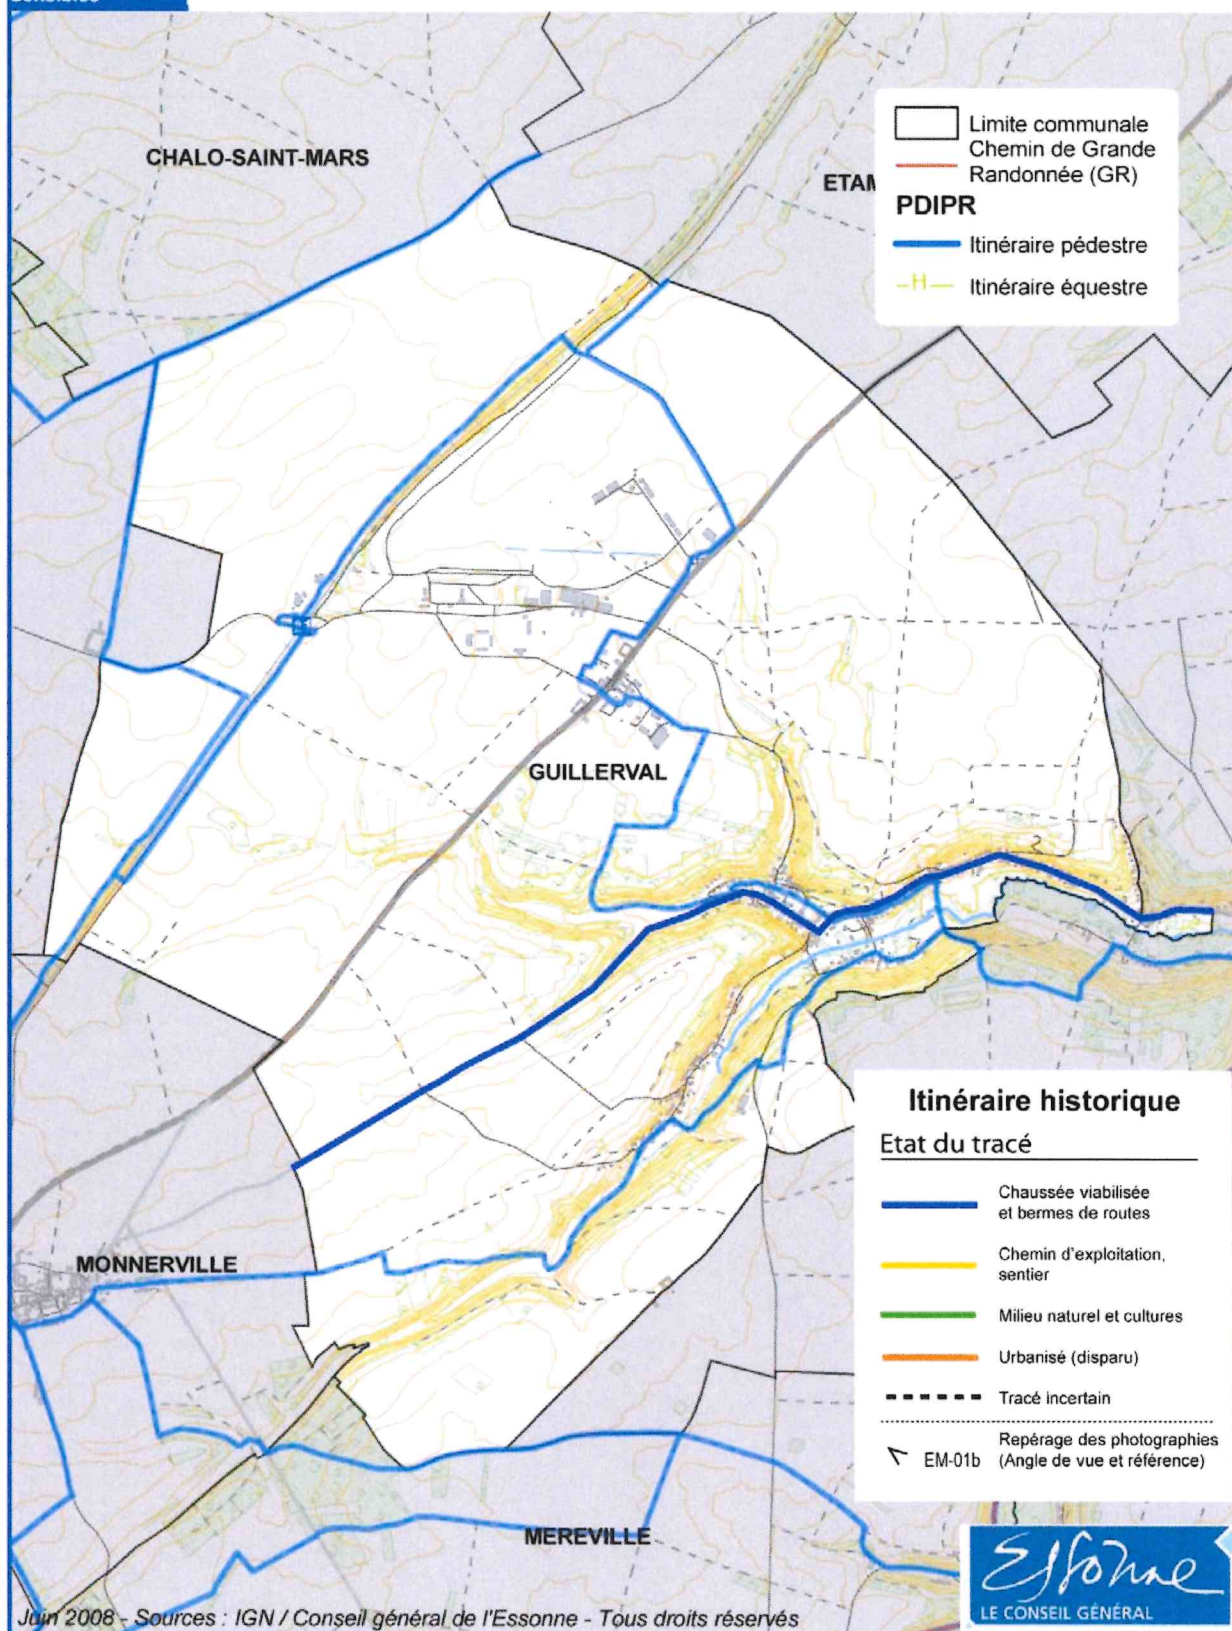 CHALO-SAINT-MARS
ETAM
Limite communale
Chemin de Grande
Randonnée (GR)
PDIPR
Itinéraire pédestre
H
Itinéraire équestre
GUILLERVAL
MONNERVILLE
MEREVILLE
Itinéraire historique
Etat du tracé
Chaussée viabilisée
et bermes de routes
Chemin d'exploitation,
sentier
Milieu naturel et cultures
Urbanisé (disparu)
Tracé incertain
EM-01b
Repérage des photographies
(Angle de vue et référence)
Essonne
LE CONSEIL GÉNÉRAL
Juin 2008 - Sources : IGN / Conseil général de l'Essonne - Tous droits réservés